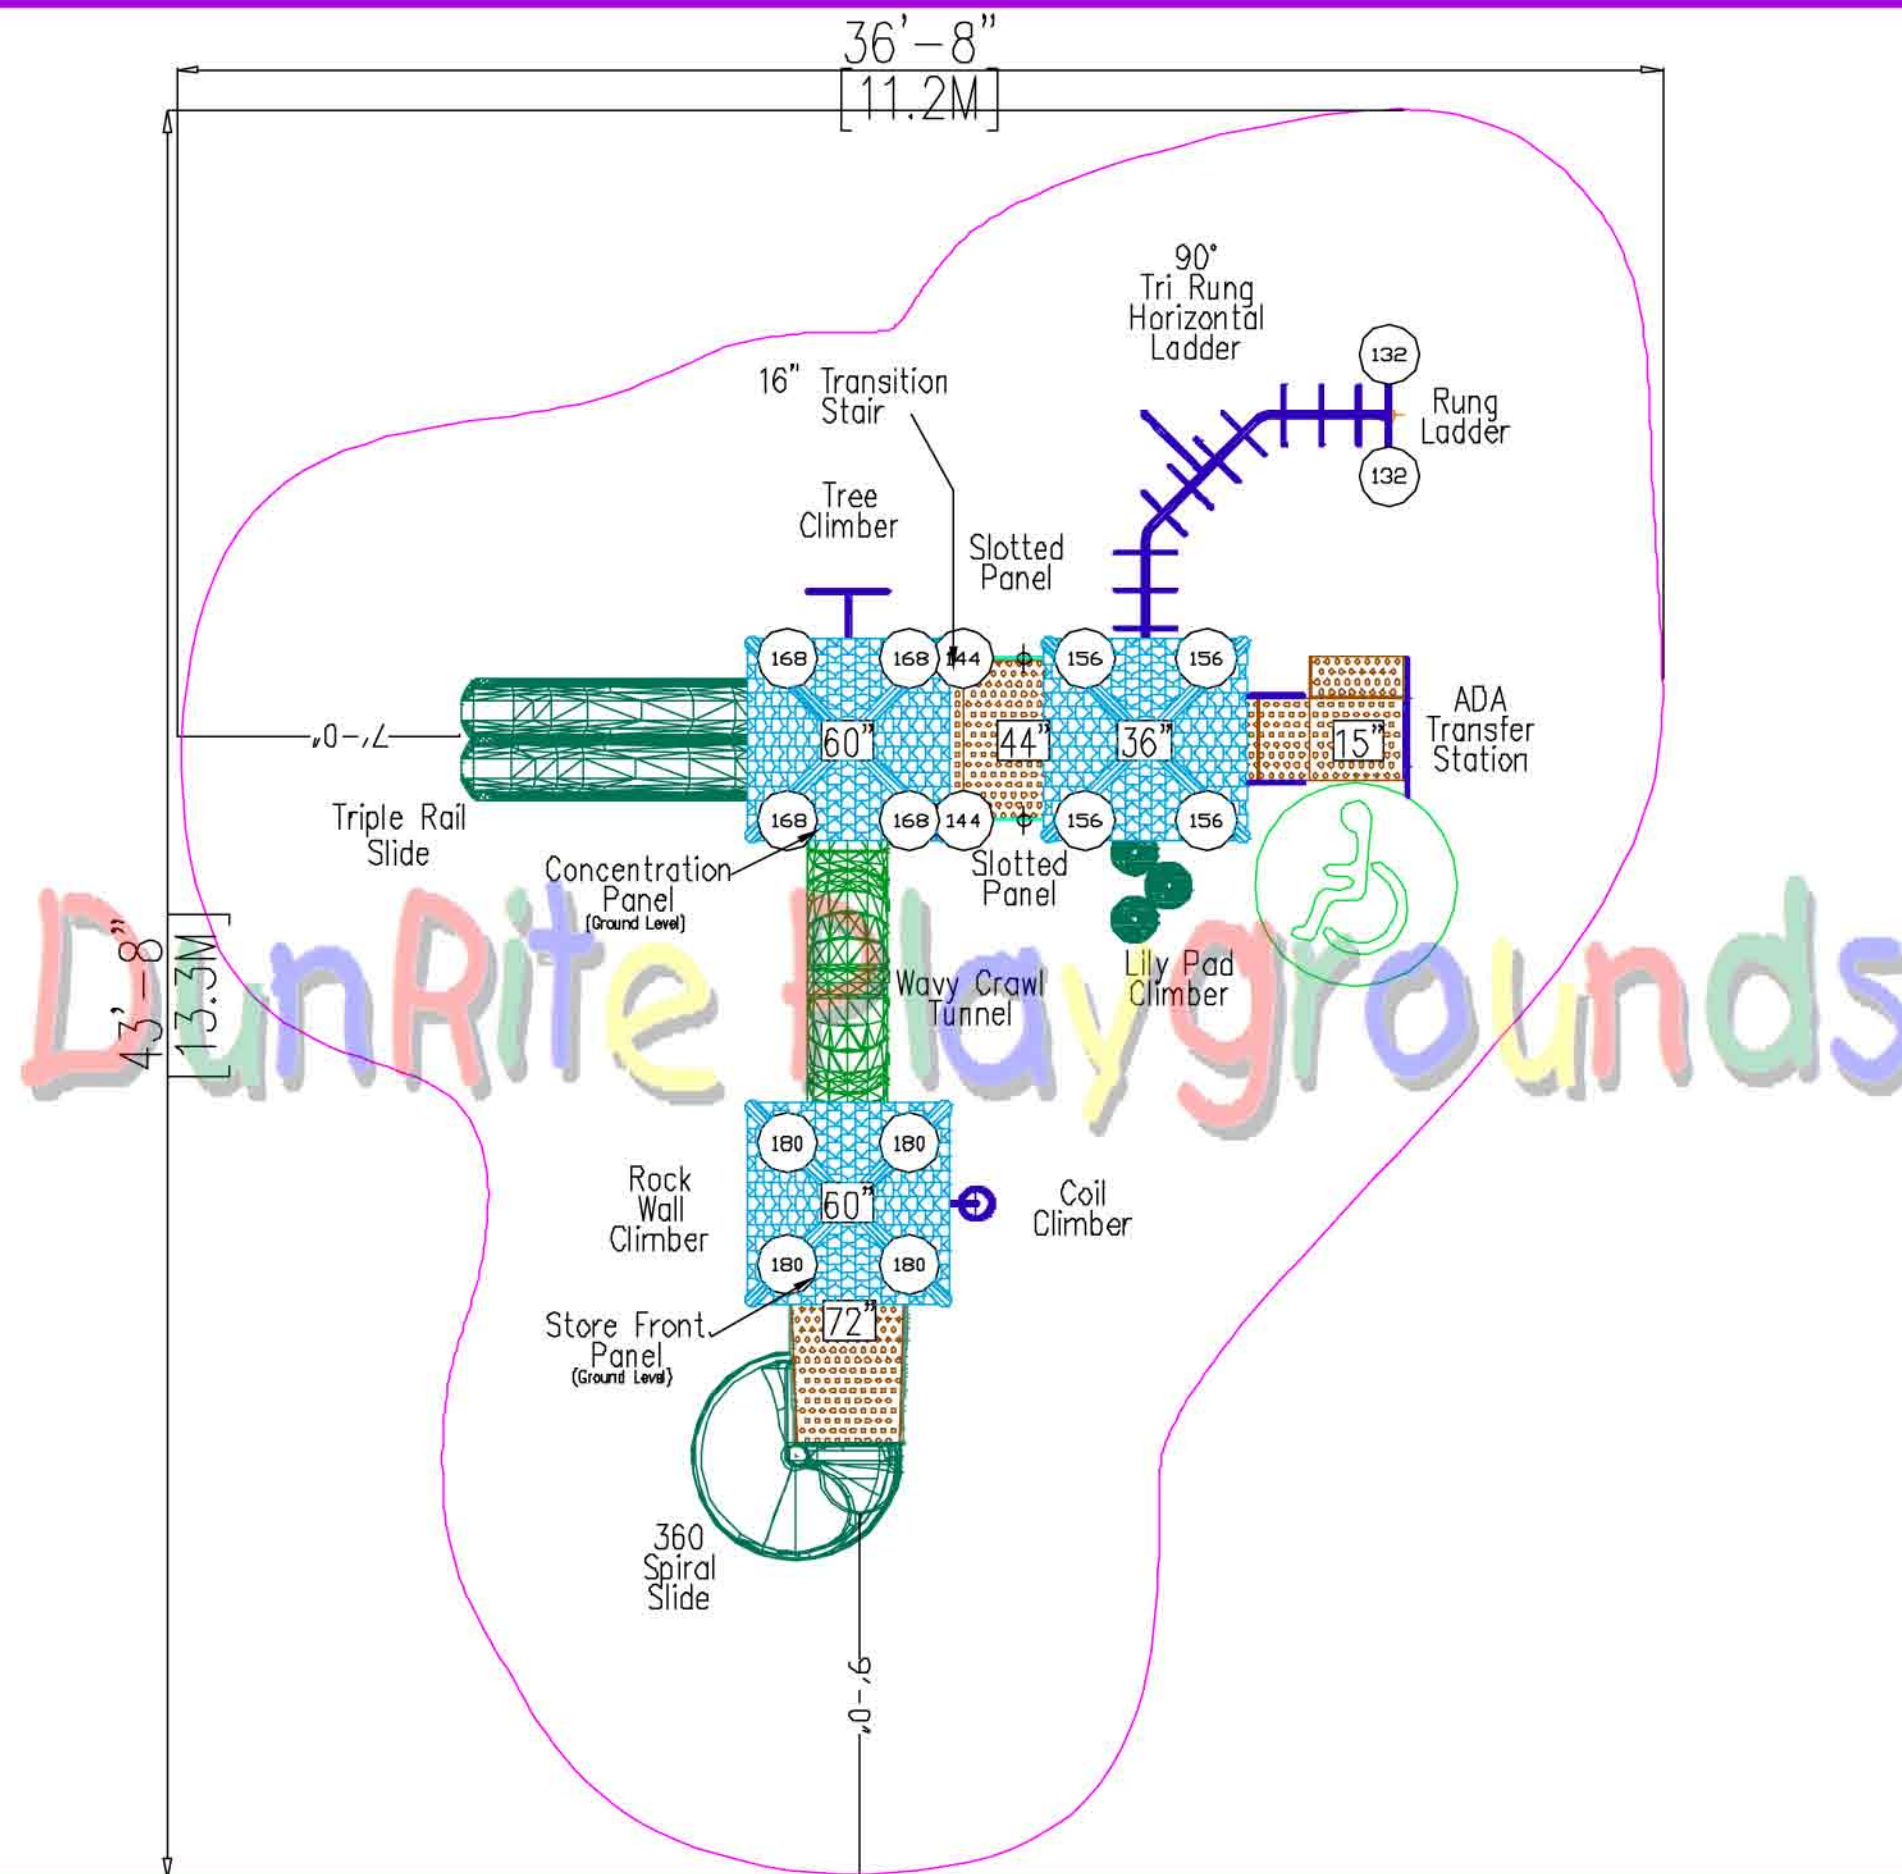 36'-8"
[11.2M]
90°
Tri Rung
Horizontal
Ladder
132
16" Transition
Stair
Rung
Ladder
132
Tree
Climber
Slotted
Panel
168
168
144
156
156
7'-0"
60"
44"
36"
15"
ADA
Transfer
Station
168
168
144
156
156
Triple Rail
Slide
Concentration
Panel
(Ground Level)
Slotted
Panel
DunRite Playgrounds
43'-8"
[13.3M]
Wavy Crawl
Tunnel
Lily Pad
Climber
180
180
Rock
Wall
Climber
60"
Coil
Climber
180
180
Store Front
Panel
(Ground Level)
72"
360
Spiral
Slide
6'-0"